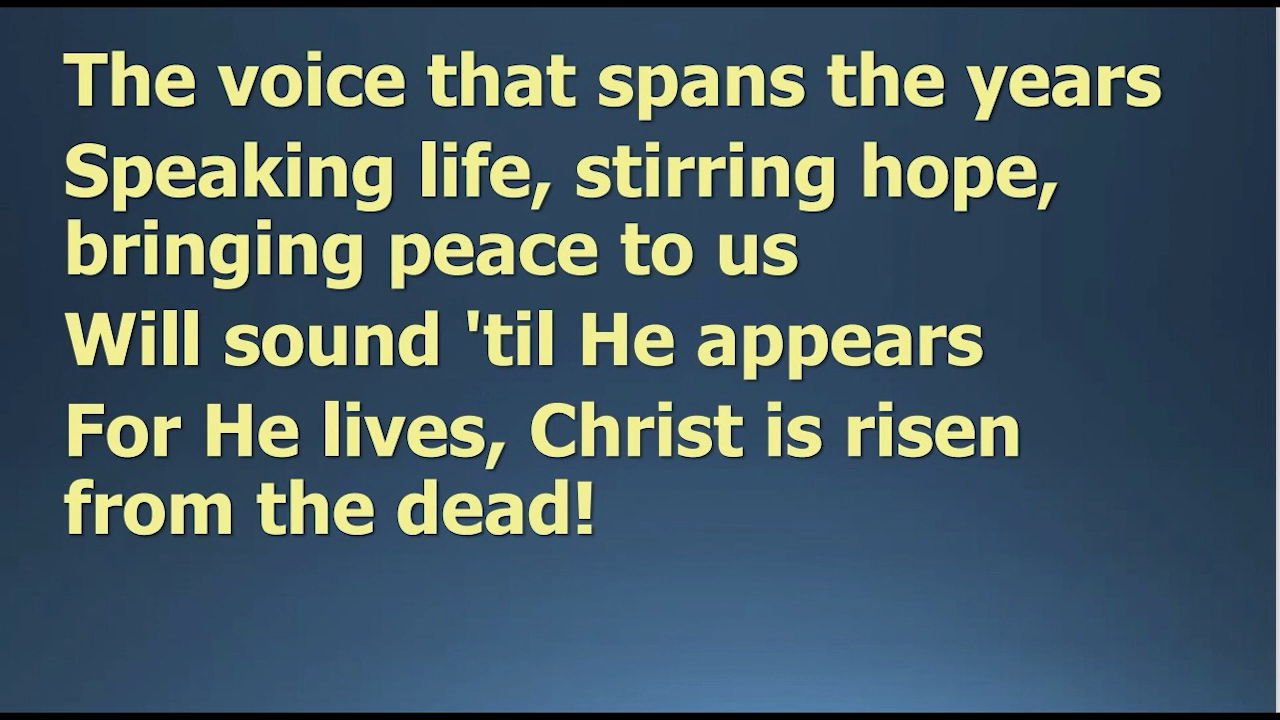 The voice that spans the years
Speaking life, stirring hope,
bringing peace to us
Will sound 'til He appears
For He lives, Christ is risen
from the dead!